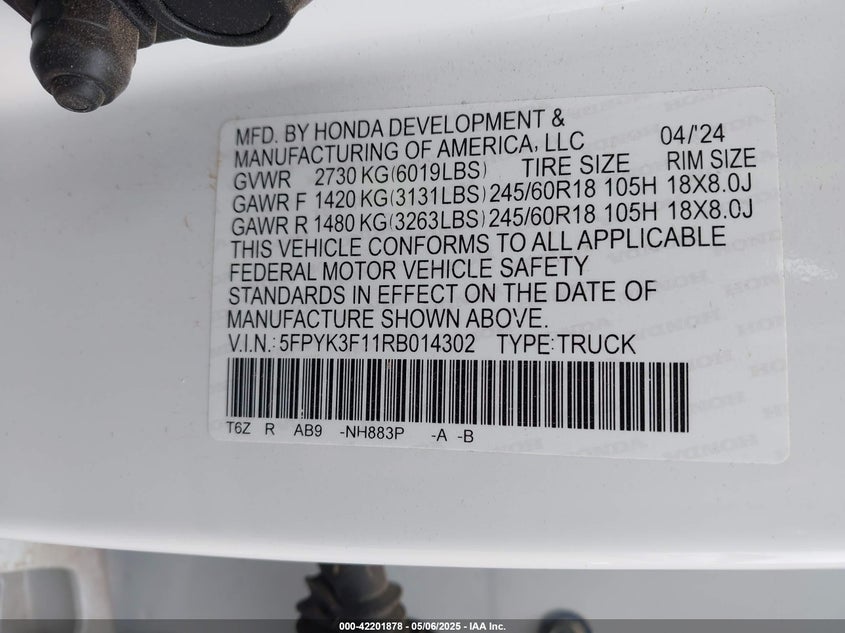 MFD. BY HONDA DEVELOPMENT &
MANUFACTURING OF AMERICA, LLC 04/'24
GVWR 2730 KG(6019LBS) TIRE SIZE RIM SIZE
GAWR F 1420 KG(3131LBS) 245/60R18 105H 18X8.0J
GAWR R 1480 KG(3263LBS) 245/60R18 105H 18X8.0J
THIS VEHICLE CONFORMS TO ALL APPLICABLE
FEDERAL MOTOR VEHICLE SAFETY
STANDARDS IN EFFECT ON THE DATE OF
MANUFACTURE SHOWN ABOVE.
V.I.N.: 5FPYK3F11RB014302 TYPE:TRUCK
T6Z R AB9 -NH883P -A -B
000-42201878 - 05/06/2025 - IAA Inc.